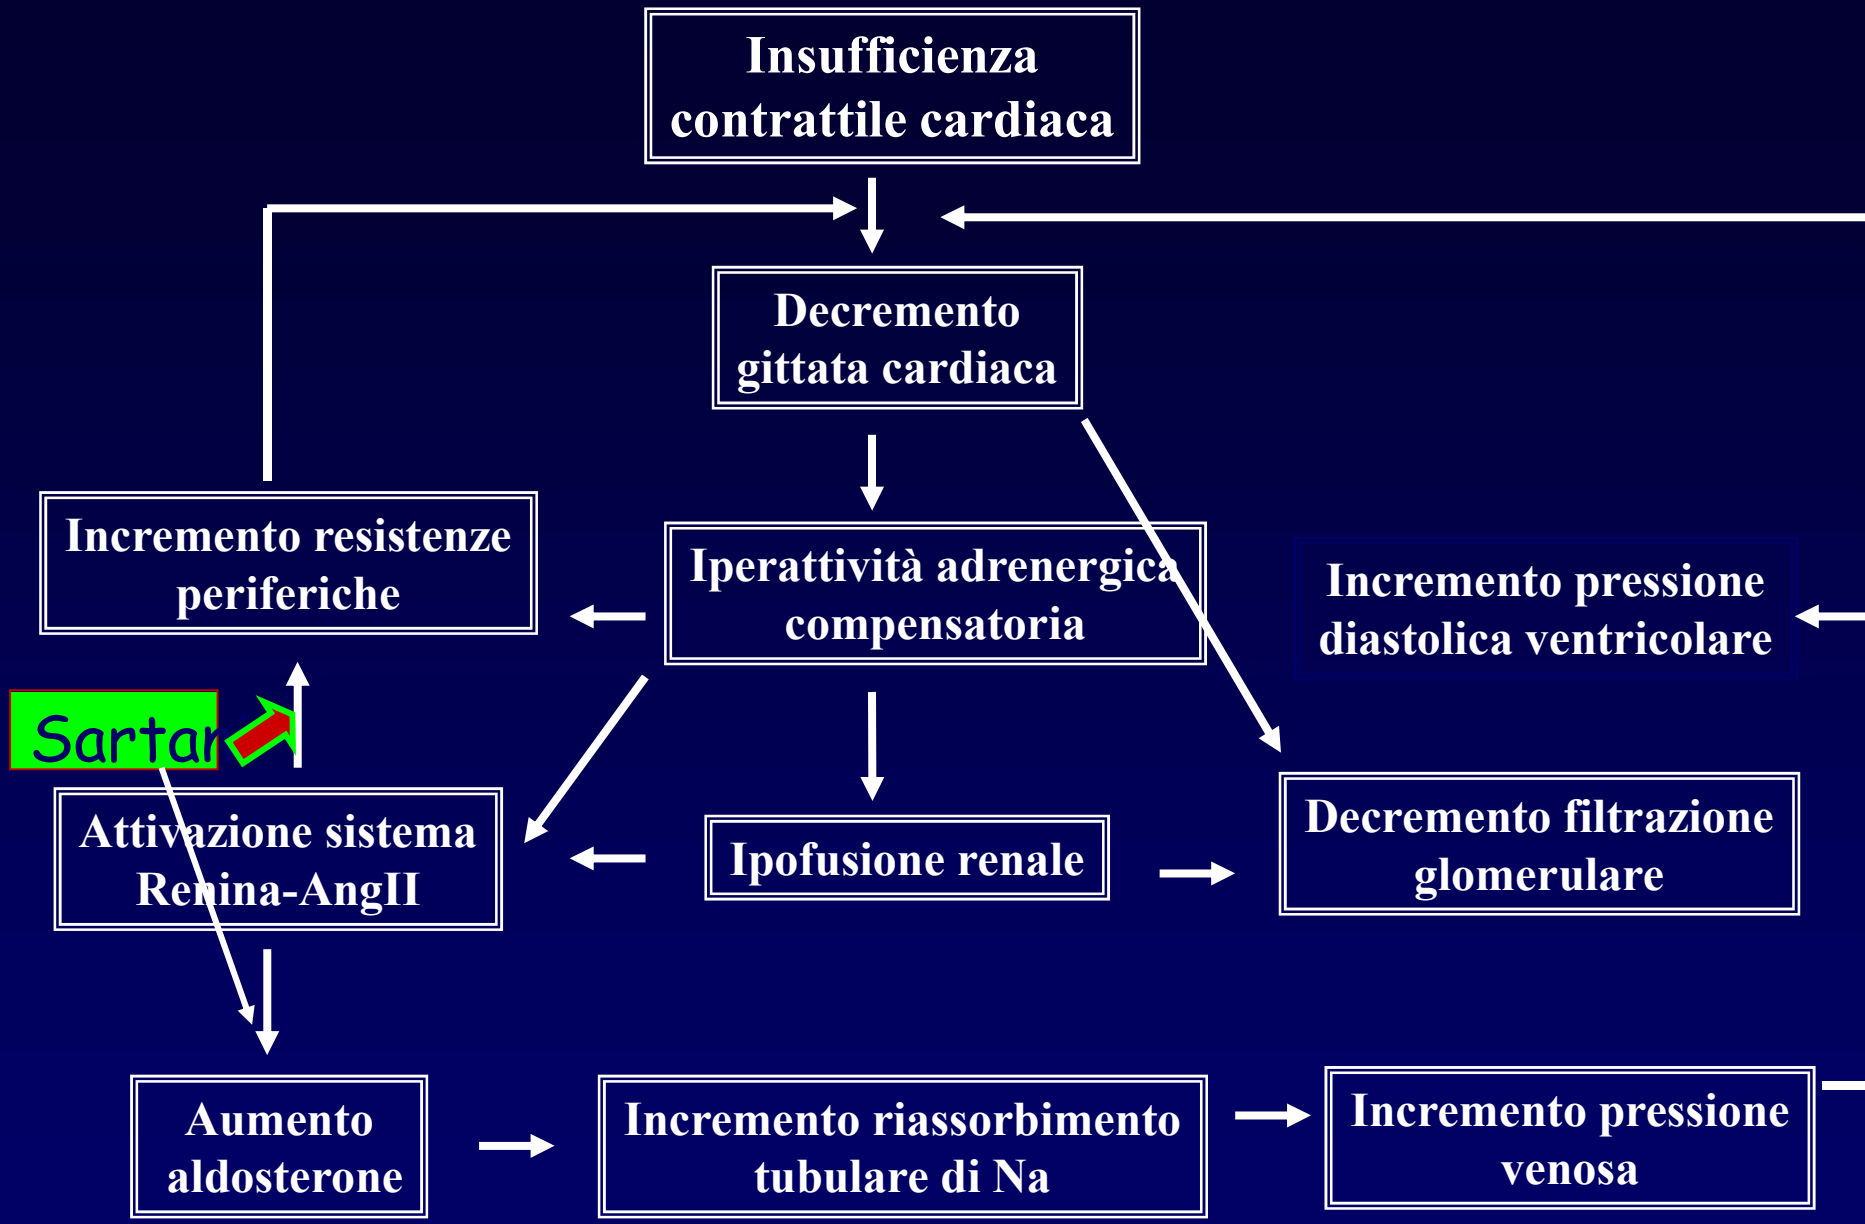 Insufficienza
contrattile cardiaca
Decremento
gittata cardiaca
Incremento resistenze
periferiche
Iperattività adrenergica
compensatoria
Incremento pressione
diastolica ventricolare
Sartan
Attivazione sistema
Renina-AngII
Ipofusione renale
Decremento filtrazione
glomerulare
Aumento
aldosterone
Incremento riassorbimento
tubulare di Na
Incremento pressione
venosa